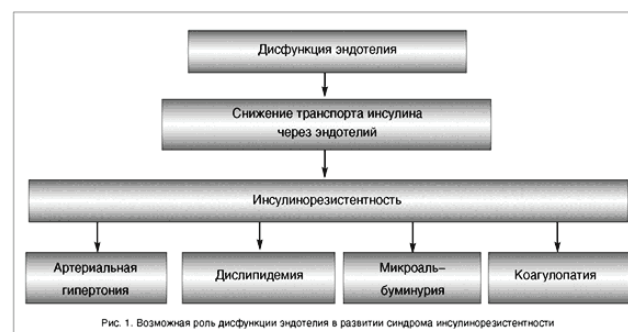 Дисфункция эндотелия
Снижение транспорта инсулина
через эндотелий
Инсулинорезистентность
Артериальная
гипертония
Дислипидемия
Микроаль-
буминурия
Коагулопатия
Рис. 1. Возможная роль дисфункции эндотелия в развитии синдрома инсулинорезистентности